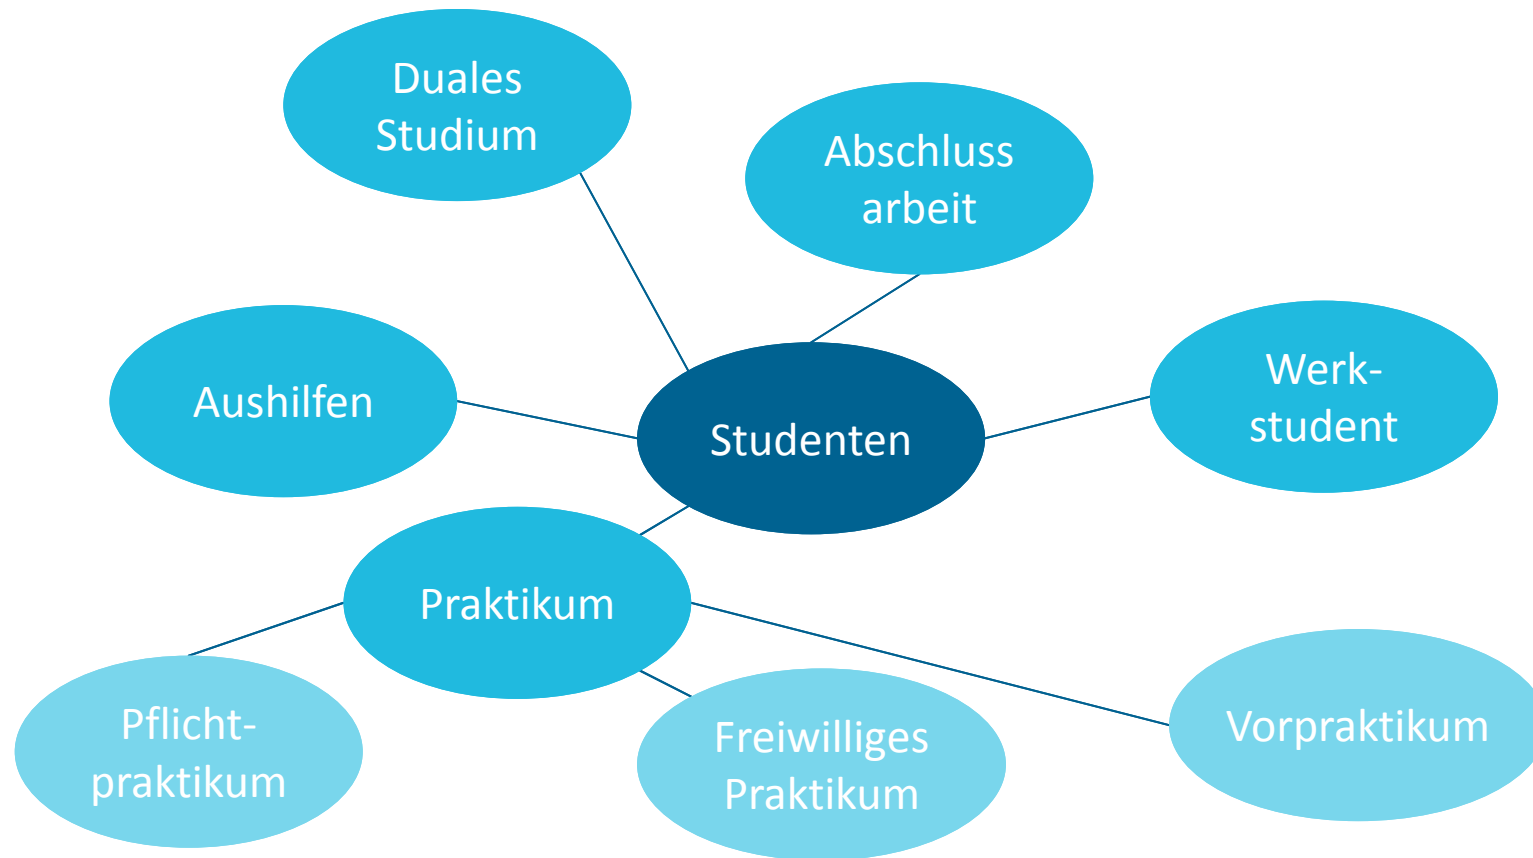 Duales
Studium
Abschluss
arbeit
Aushilfen
Studenten
Werk-
student
Praktikum
Pflicht-
praktikum
Freiwilliges
Praktikum
Vorpraktikum